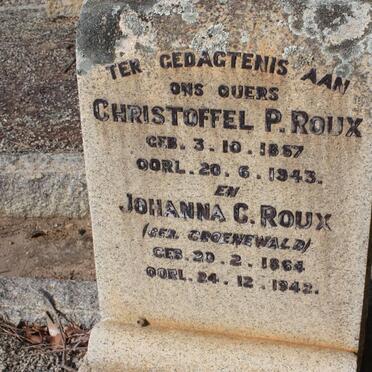 TER GEDAGTENIS AAN
ONS OUERS
CHRISTOFFEL P. ROUX
GEB. 3. 10. 1857
OORL. 20. 6. 1943.
EN
JOHANNA C. ROUX
(GEB. GROENEWALD)
GEB. 20. 2. 1864
OORL. 24. 12. 1942.